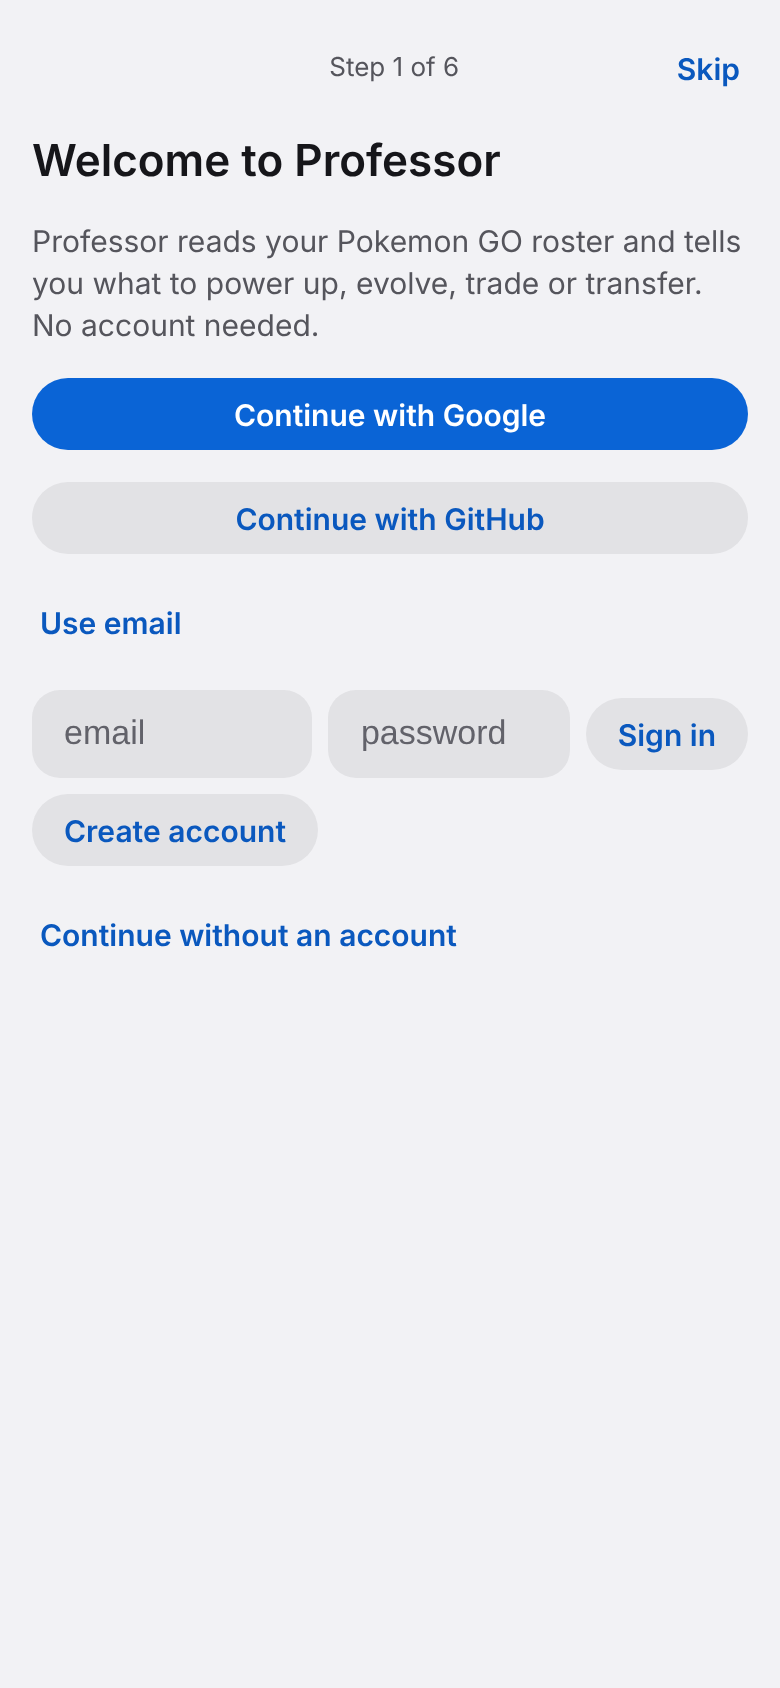 Step 1 of 6
Skip
Welcome to Professor
Professor reads your Pokemon GO roster and tells
you what to power up, evolve, trade or transfer.
No account needed.
Continue with Google
Continue with GitHub
Use email
email
password
Sign in
Create account
Continue without an account